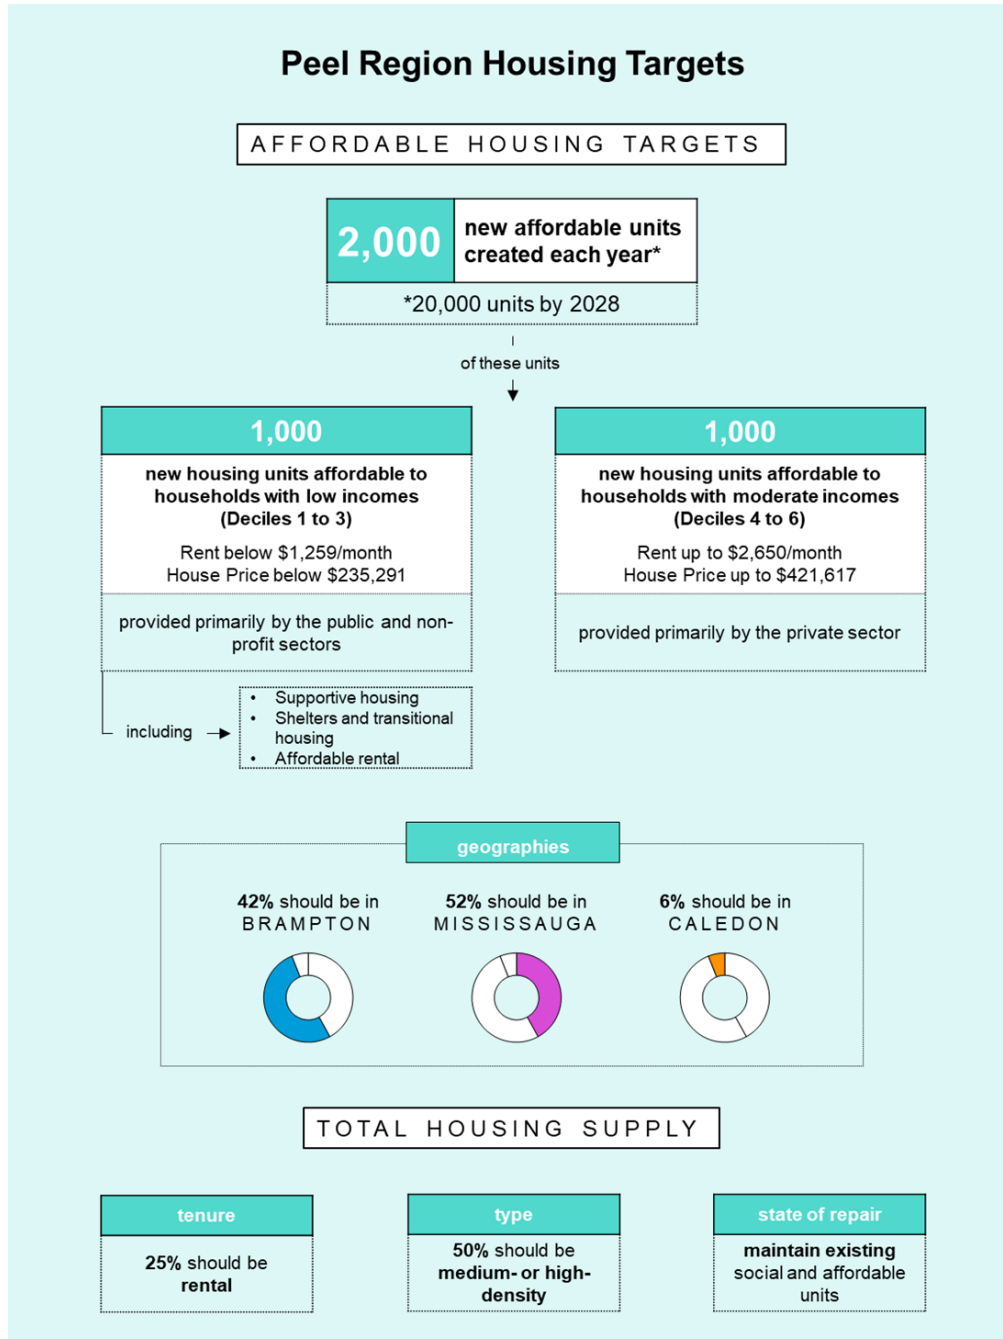 Peel Region Housing Targets
AFFORDABLE HOUSING TARGETS
2,000
new affordable units
created each year*
*20,000 units by 2028
of these units
1,000
new housing units affordable to
households with low incomes
(Deciles 1 to 3)
Rent below $1,259/month
House Price below $235,291
provided primarily by the public and non-
profit sectors
including
• Supportive housing
• Shelters and transitional
housing
• Affordable rental
1,000
new housing units affordable to
households with moderate incomes
(Deciles 4 to 6)
Rent up to $2,650/month
House Price up to $421,617
provided primarily by the private sector
geographies
42% should be in
BRAMPTON
52% should be in
MISSISSAUGA
6% should be in
CALEDON
TOTAL HOUSING SUPPLY
tenure
25% should be
rental
type
50% should be
medium- or high-
density
state of repair
maintain existing
social and affordable
units